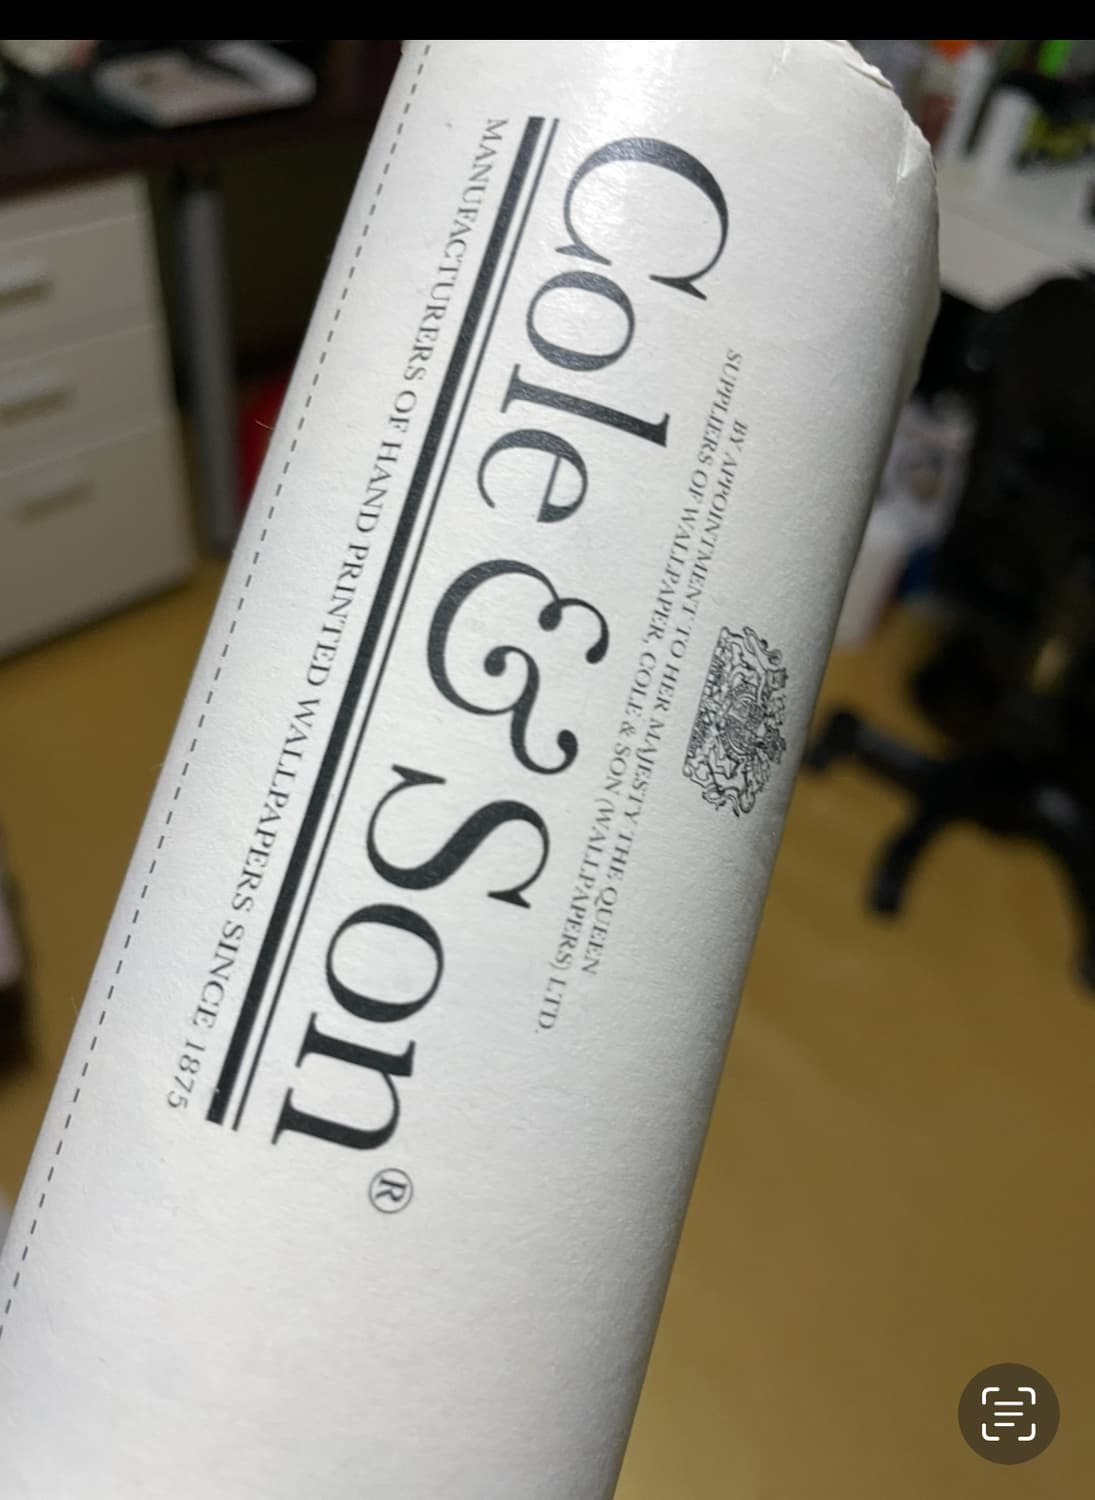 BY APPOINTMENT TO HER MAJESTY THE QUEEN
SUPPLIERS OF WALLPAPER, COLE & SON (WALLPAPERS) LTD.
Cole & Son®
MANUFACTURERS OF HAND PRINTED WALLPAPERS SINCE 1875